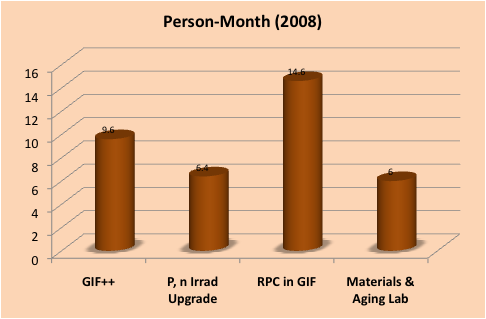 Person-Month (2008)
16
14
12
10
8
6
4
2
0
9.6
6.4
14.6
6
GIF++
P, n Irrad
Upgrade
RPC in GIF
Materials &
Aging Lab